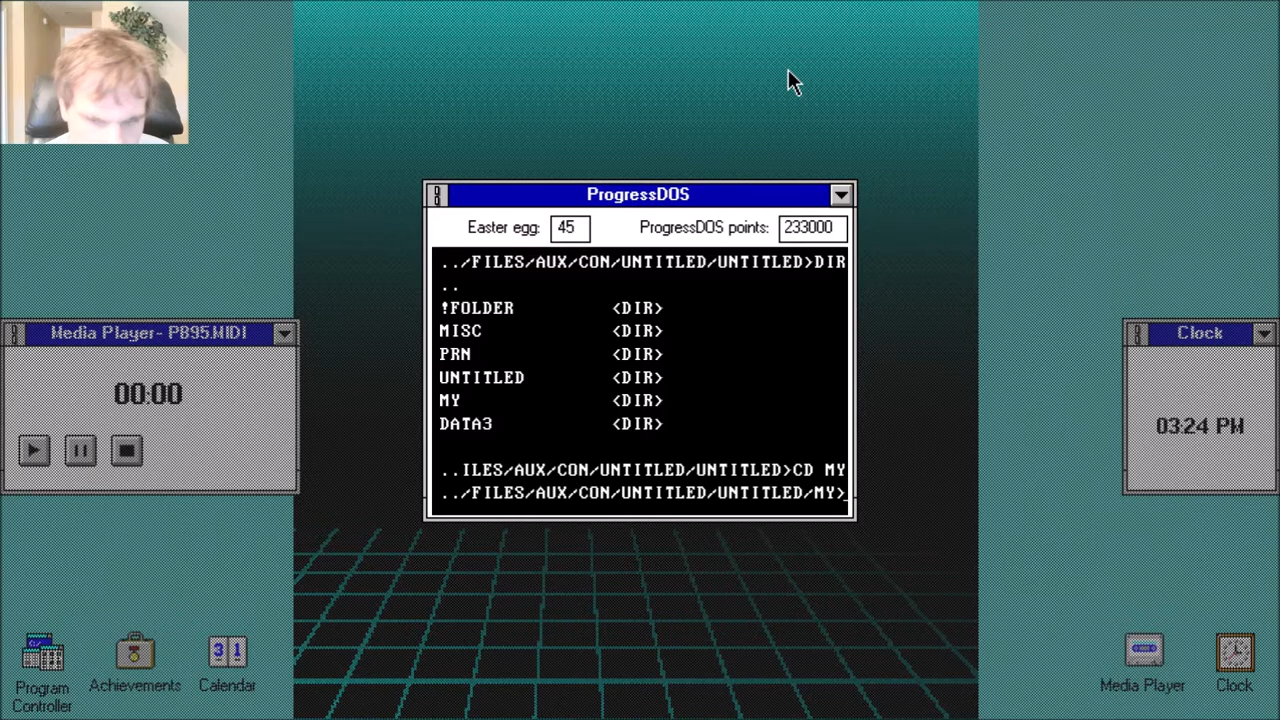 ProgressDOS
Easter egg: 45 ProgressDOS points: 233000
../FILES/AUX/CON/UNTITLED/UNTITLED>DIR
..
!FOLDER <DIR>
MISC <DIR>
PRN <DIR>
UNTITLED <DIR>
MY <DIR>
DATA3 <DIR>
..ILES/AUX/CON/UNTITLED/UNTITLED>CD MY
../FILES/AUX/CON/UNTITLED/UNTITLED/MY>_
Media Player- PB95.MIDI
00:00
Clock
03:24 PM
Program
Controller
Achievements
3 1
Calendar
Media Player
Clock